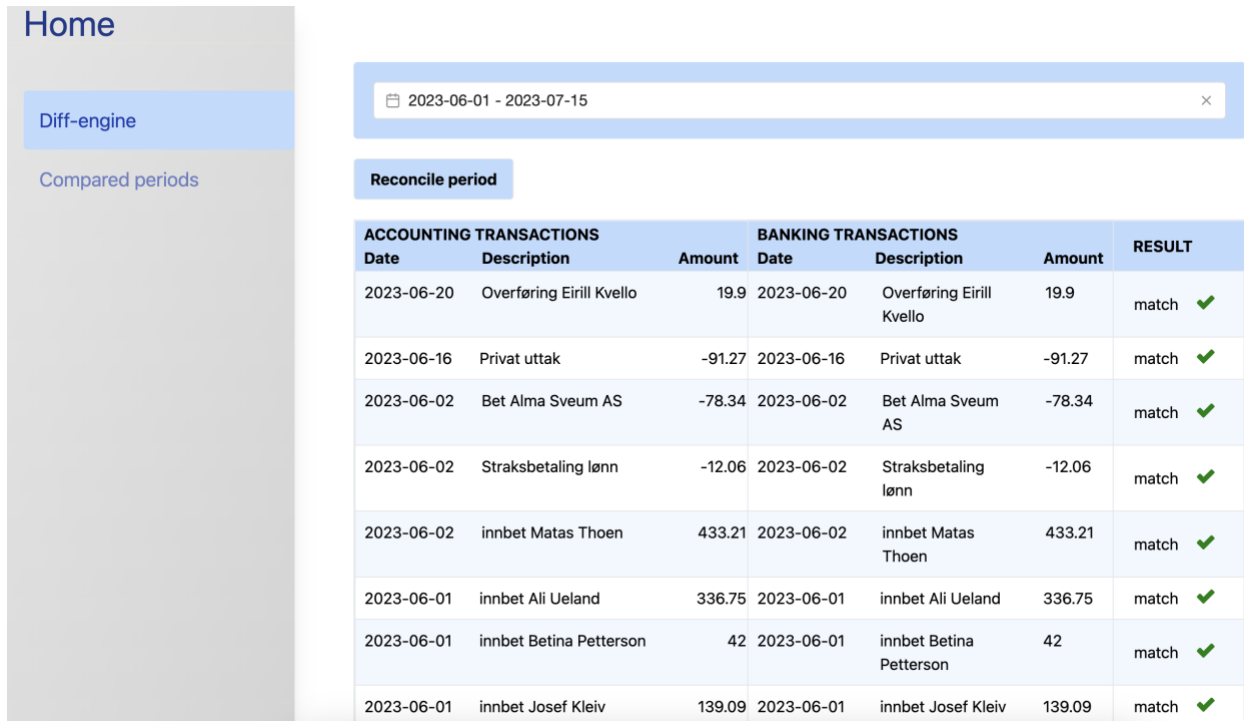 Home
Diff-engine
Compared periods
2023-06-01 - 2023-07-15
Reconcile period
ACCOUNTING TRANSACTIONS BANKING TRANSACTIONS RESULT
Date Description Amount Date Description Amount
2023-06-20 Overføring Eirill Kvello 19.9 2023-06-20 Overføring Eirill 19.9 match
Kvello
2023-06-16 Privat uttak -91.27 2023-06-16 Privat uttak -91.27 match
2023-06-02 Bet Alma Sveum AS -78.34 2023-06-02 Bet Alma Sveum -78.34 match
AS
2023-06-02 Straksbetaling lønn -12.06 2023-06-02 Straksbetaling -12.06 match
lønn
2023-06-02 innbet Matas Thoen 433.21 2023-06-02 innbet Matas 433.21 match
Thoen
2023-06-01 innbet Ali Ueland 336.75 2023-06-01 innbet Ali Ueland 336.75 match
2023-06-01 innbet Betina Petterson 42 2023-06-01 innbet Betina 42 match
Petterson
2023-06-01 innbet Josef Kleiv 139.09 2023-06-01 innbet Josef Kleiv 139.09 match